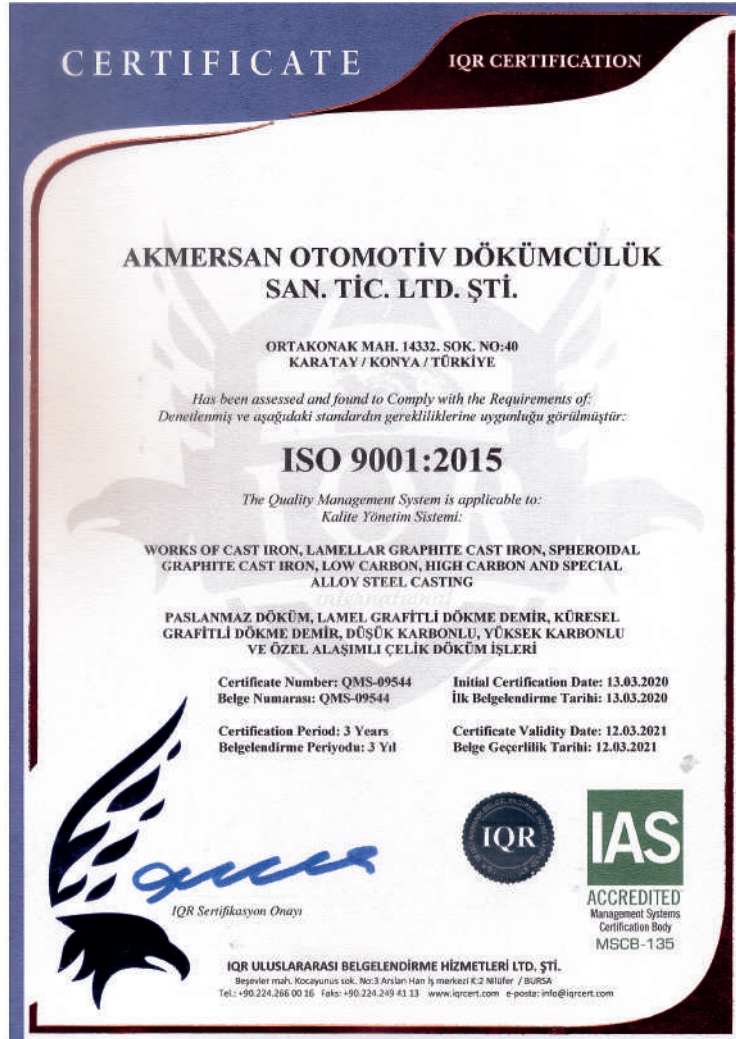 CERTIFICATE
IQR CERTIFICATION
AKMERSAN OTOMOTİV DÖKÜMCÜLÜK
SAN. TİC. LTD. ŞTİ.
ORTAKONAK MAH. 14332. SOK. NO:40
KARATAY / KONYA / TÜRKİYE
Has been assessed and found to Comply with the Requirements of:
Denetlenmiş ve aşağıdaki standardın gerekliliklerine uygunluğu görülmüştür:
ISO 9001:2015
The Quality Management System is applicable to:
Kalite Yönetim Sistemi:
WORKS OF CAST IRON, LAMELLAR GRAPHITE CAST IRON, SPHEROIDAL
GRAPHITE CAST IRON, LOW CARBON, HIGH CARBON AND SPECIAL
ALLOY STEEL CASTING
international
PASLANMAZ DÖKÜM, LAMEL GRAFİTLİ DÖKME DEMİR, KÜRESEL
GRAFİTLİ DÖKME DEMİR, DÜŞÜK KARBONLU, YÜKSEK KARBONLU
VE ÖZEL ALAŞIMLI ÇELİK DÖKÜM İŞLERİ
Certificate Number: QMS-09544
Belge Numarası: QMS-09544
Initial Certification Date: 13.03.2020
İlk Belgelendirme Tarihi: 13.03.2020
Certification Period: 3 Years
Belgelendirme Periyodu: 3 Yıl
Certificate Validity Date: 12.03.2021
Belge Geçerlilik Tarihi: 12.03.2021
IQR
IAS
ACCREDITED
Management Systems
Certification Body
MSCB-135
IQR Sertifikasyon Onayı
IQR ULUSLARARASI BELGELENDİRME HİZMETLERİ LTD. ŞTİ.
Beşevler mah. Kocayunus sok. No:3 Arslan Han İş merkezi K:2 Nilüfer / BURSA
Tel.: +90.224.266 00 16 Faks: +90.224.249 41 13 www.iqrcert.com e-posta: info@iqrcert.com